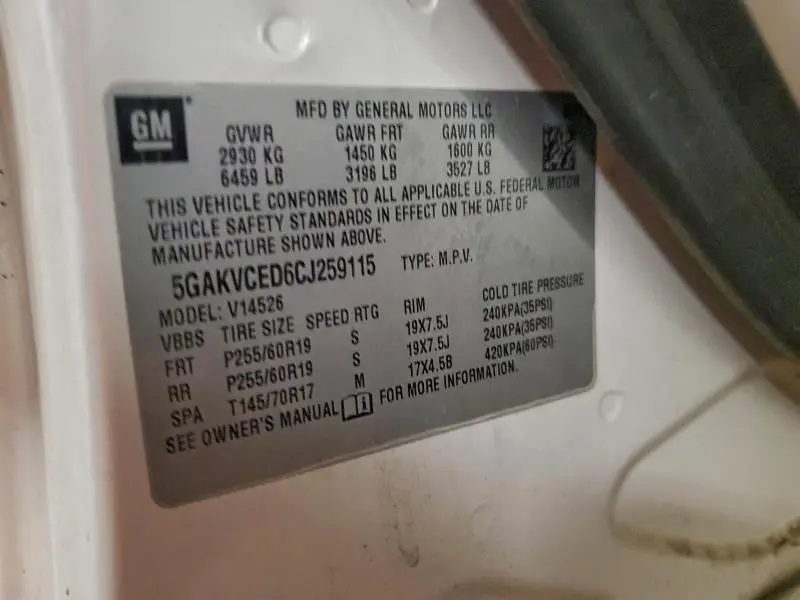 GM
MFD BY GENERAL MOTORS LLC
GVWR GAWR FRT GAWR RR
2930 KG 1450 KG 1600 KG
6459 LB 3196 LB 3527 LB
THIS VEHICLE CONFORMS TO ALL APPLICABLE U.S. FEDERAL MOTOR
VEHICLE SAFETY STANDARDS IN EFFECT ON THE DATE OF
MANUFACTURE SHOWN ABOVE.
5GAKVCED6CJ259115 TYPE: M.P.V.
MODEL: V14526
VBBS TIRE SIZE SPEED RTG RIM COLD TIRE PRESSURE
FRT P255/60R19 S 19X7.5J 240KPA(35PSI)
RR P255/60R19 S 19X7.5J 240KPA(35PSI)
SPA T145/70R17 M 17X4.5B 420KPA(60PSI)
SEE OWNER'S MANUAL FOR MORE INFORMATION.